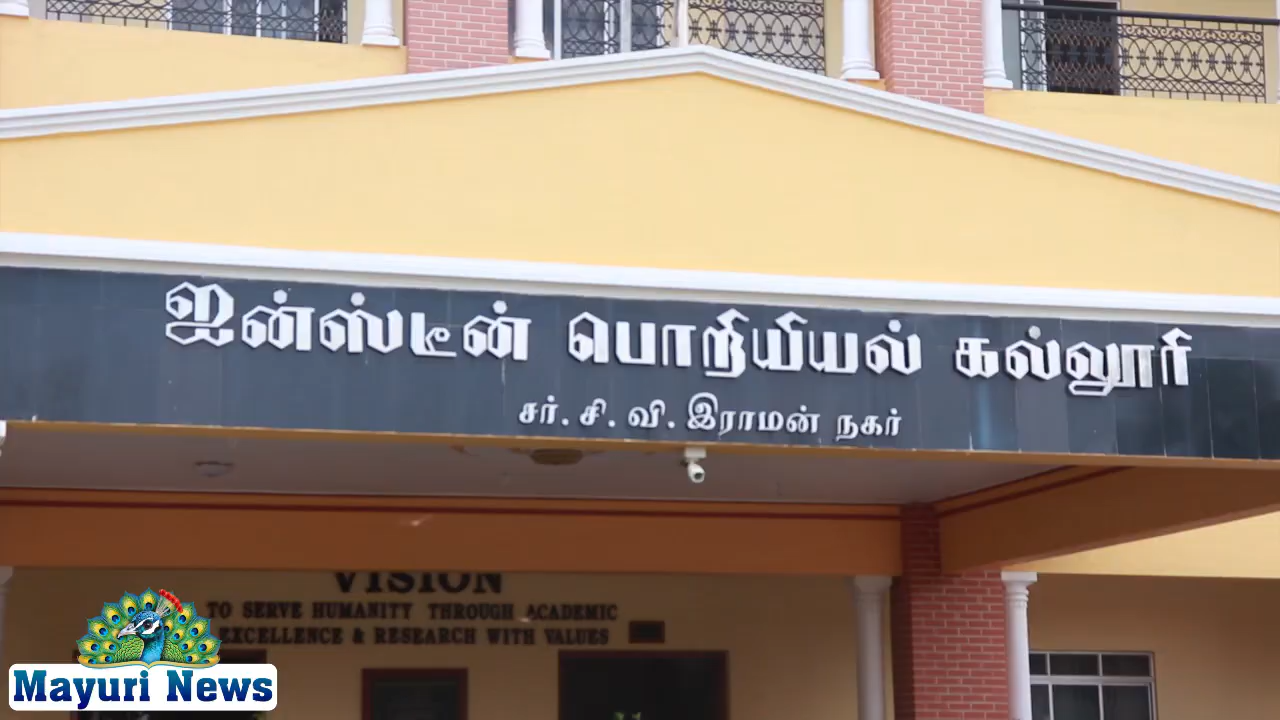 ஐன்ஸ்டீன் பொறியியல் கல்லூரி
சர். சி. வி. இராமன் நகர்
VISION
TO SERVE HUMANITY THROUGH ACADEMIC
EXCELLENCE & RESEARCH WITH VALUES
Mayuri News